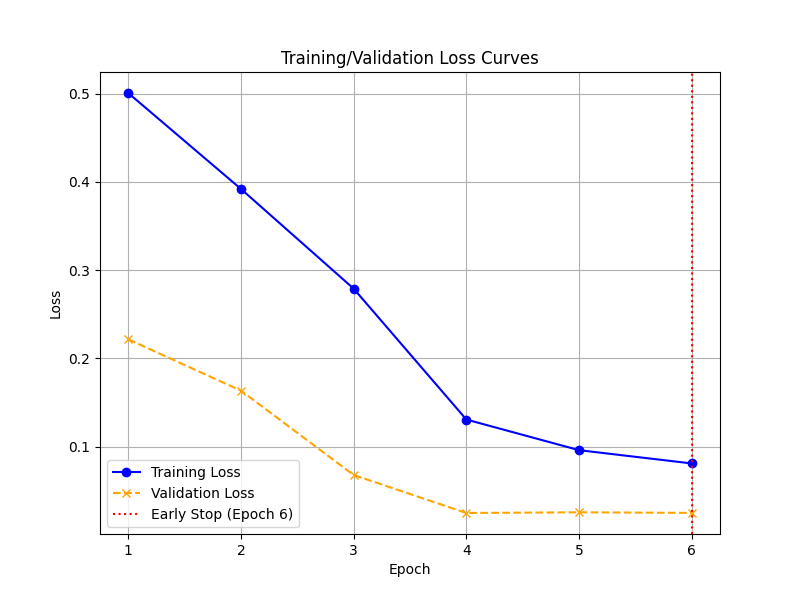 Training/Validation Loss Curves
0.5
0.4
0.3
0.2
0.1
Loss
Training Loss
Validation Loss
Early Stop (Epoch 6)
1 2 3 4 5 6
Epoch